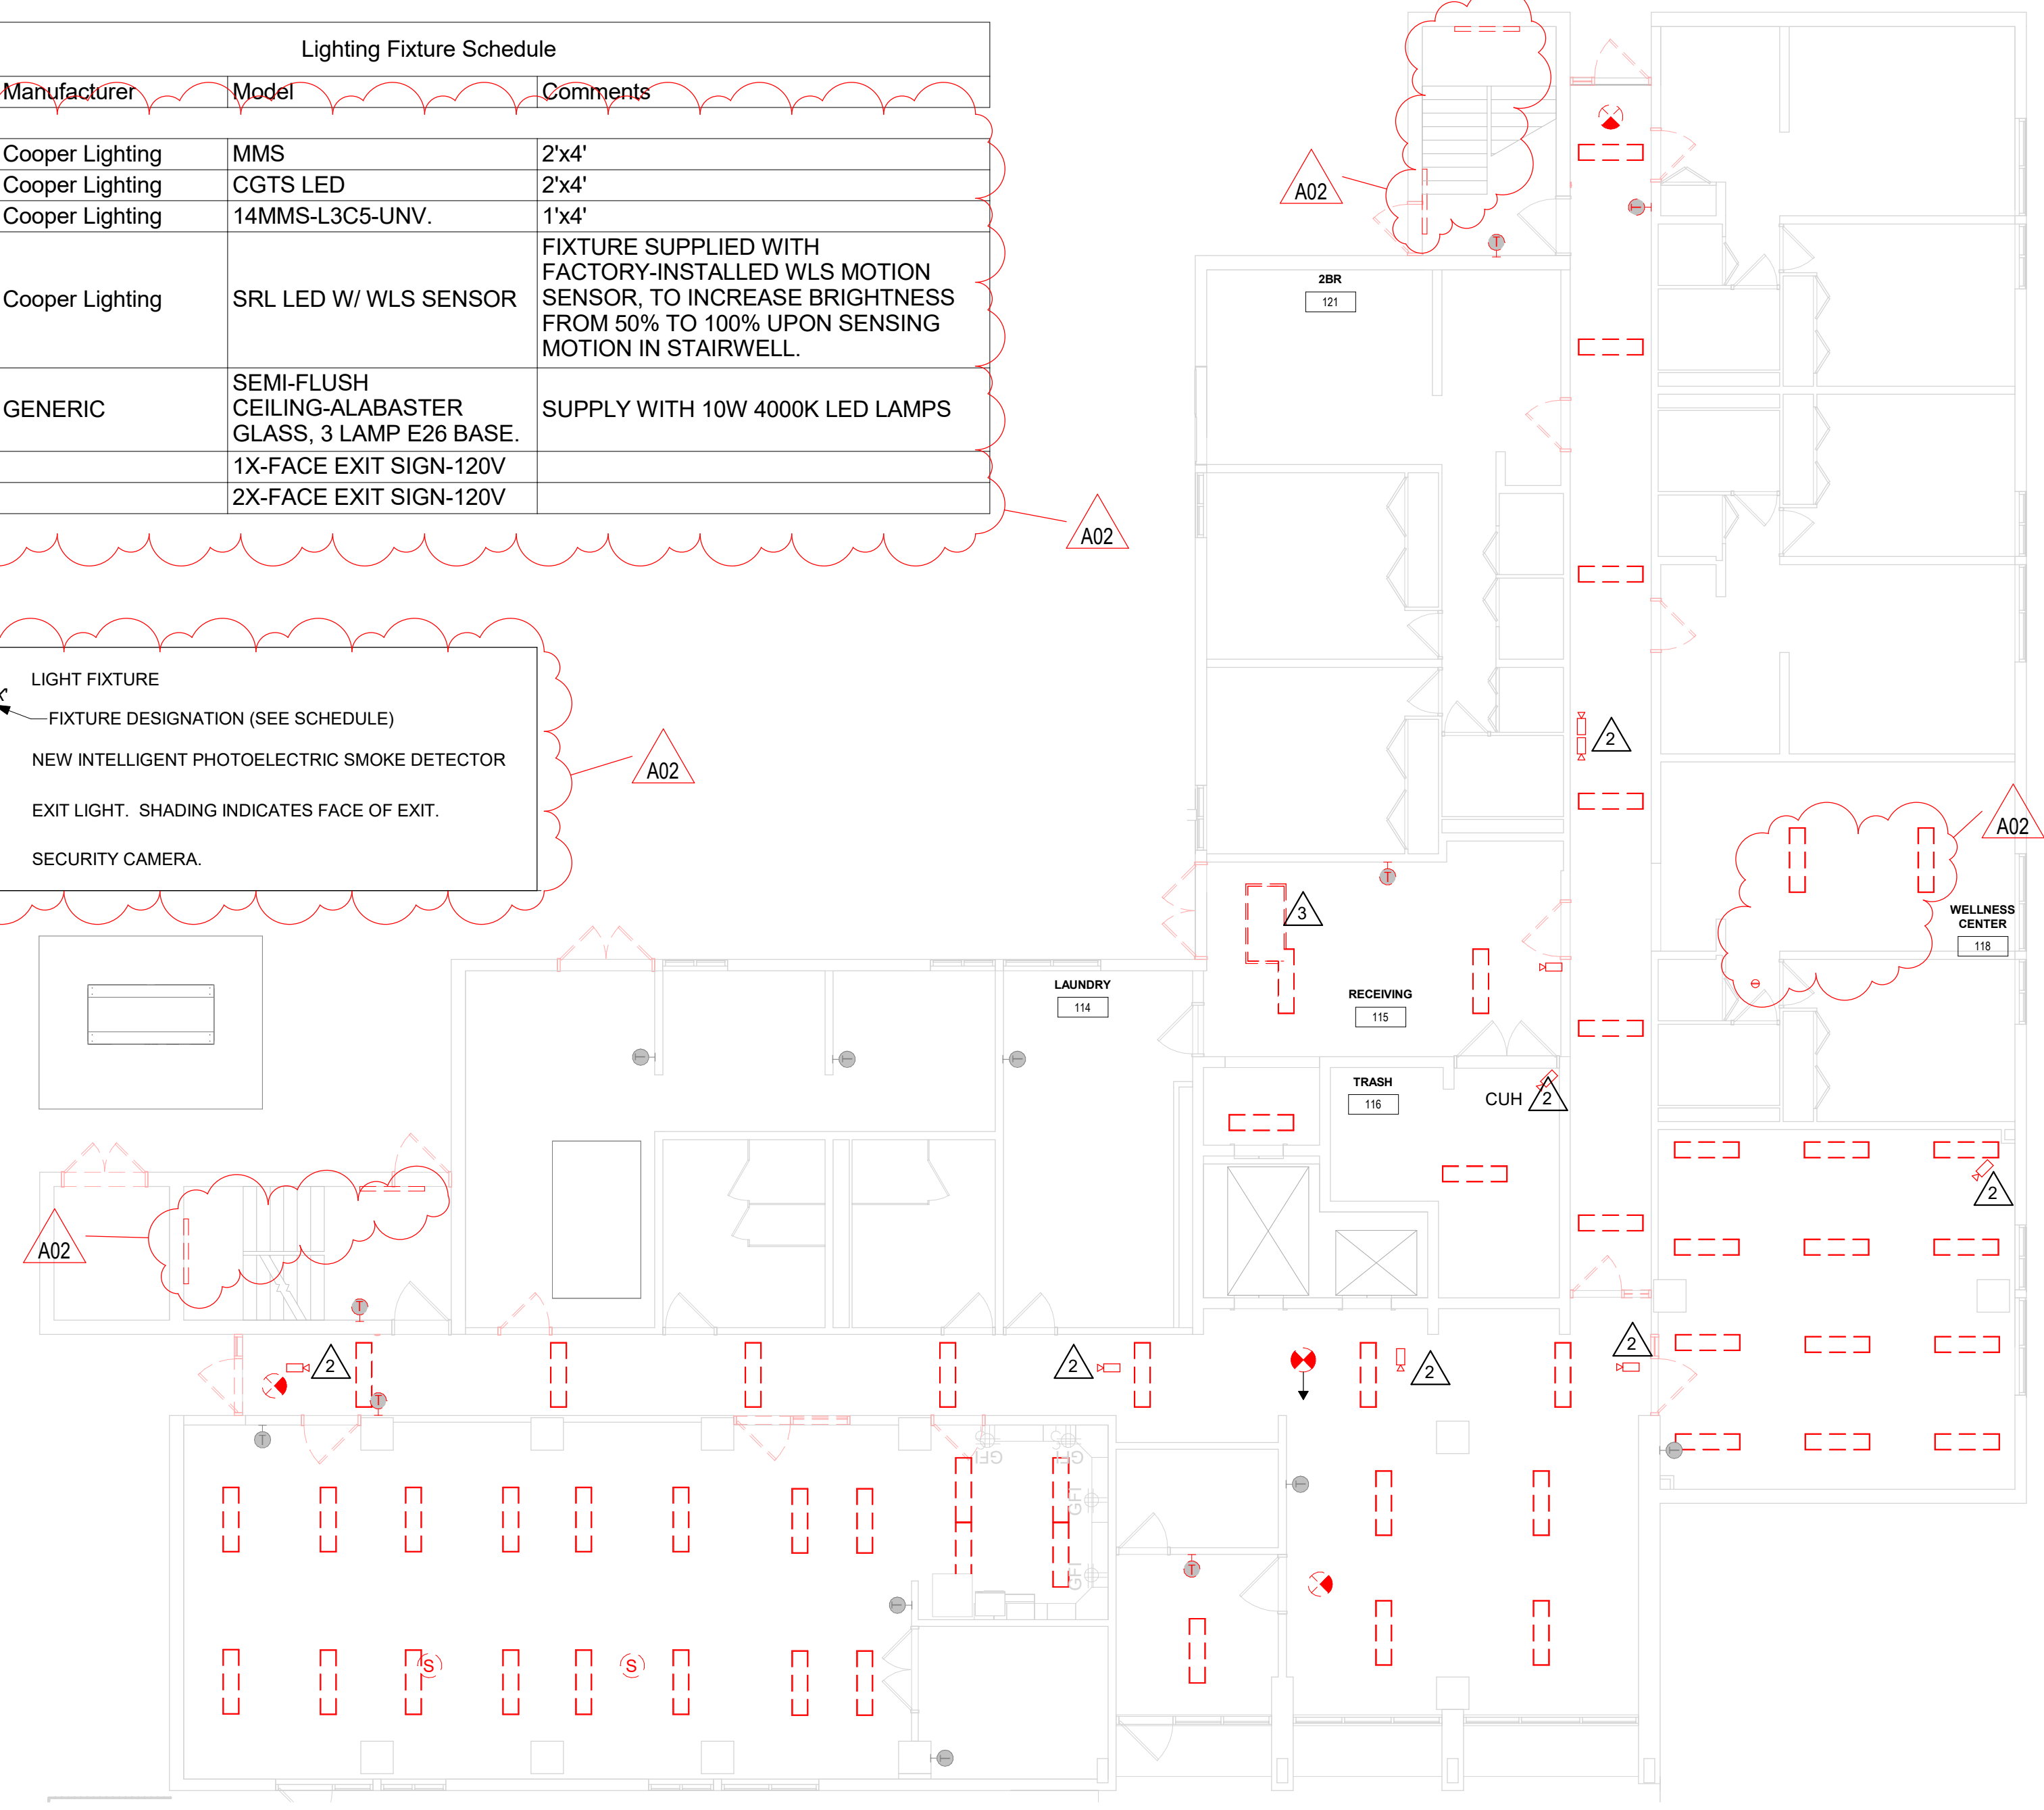 Lighting Fixture Schedule
Manufacturer Model Comments
Cooper Lighting MMS 2'x4'
Cooper Lighting CGTS LED 2'x4'
Cooper Lighting 14MMS-L3C5-UNV. 1'x4'
Cooper Lighting SRL LED W/ WLS SENSOR
FIXTURE SUPPLIED WITH
FACTORY-INSTALLED WLS MOTION
SENSOR, TO INCREASE BRIGHTNESS
FROM 50% TO 100% UPON SENSING
MOTION IN STAIRWELL.
GENERIC
SEMI-FLUSH
CEILING-ALABASTER
GLASS, 3 LAMP E26 BASE.
SUPPLY WITH 10W 4000K LED LAMPS
1X-FACE EXIT SIGN-120V
2X-FACE EXIT SIGN-120V
A02
A02
T
T
2BR
121
LIGHT FIXTURE
FIXTURE DESIGNATION (SEE SCHEDULE)
NEW INTELLIGENT PHOTOELECTRIC SMOKE DETECTOR
EXIT LIGHT. SHADING INDICATES FACE OF EXIT.
SECURITY CAMERA.
A02
2
A02
T
3
WELLNESS
CENTER
118
LAUNDRY
114
RECEIVING
115
T
T
T
TRASH
116
CUH
2
2
A02
T
2
2
2
2
T
T
GFI
GFI
T
T
GFI
T
GFI
T
S
S
T